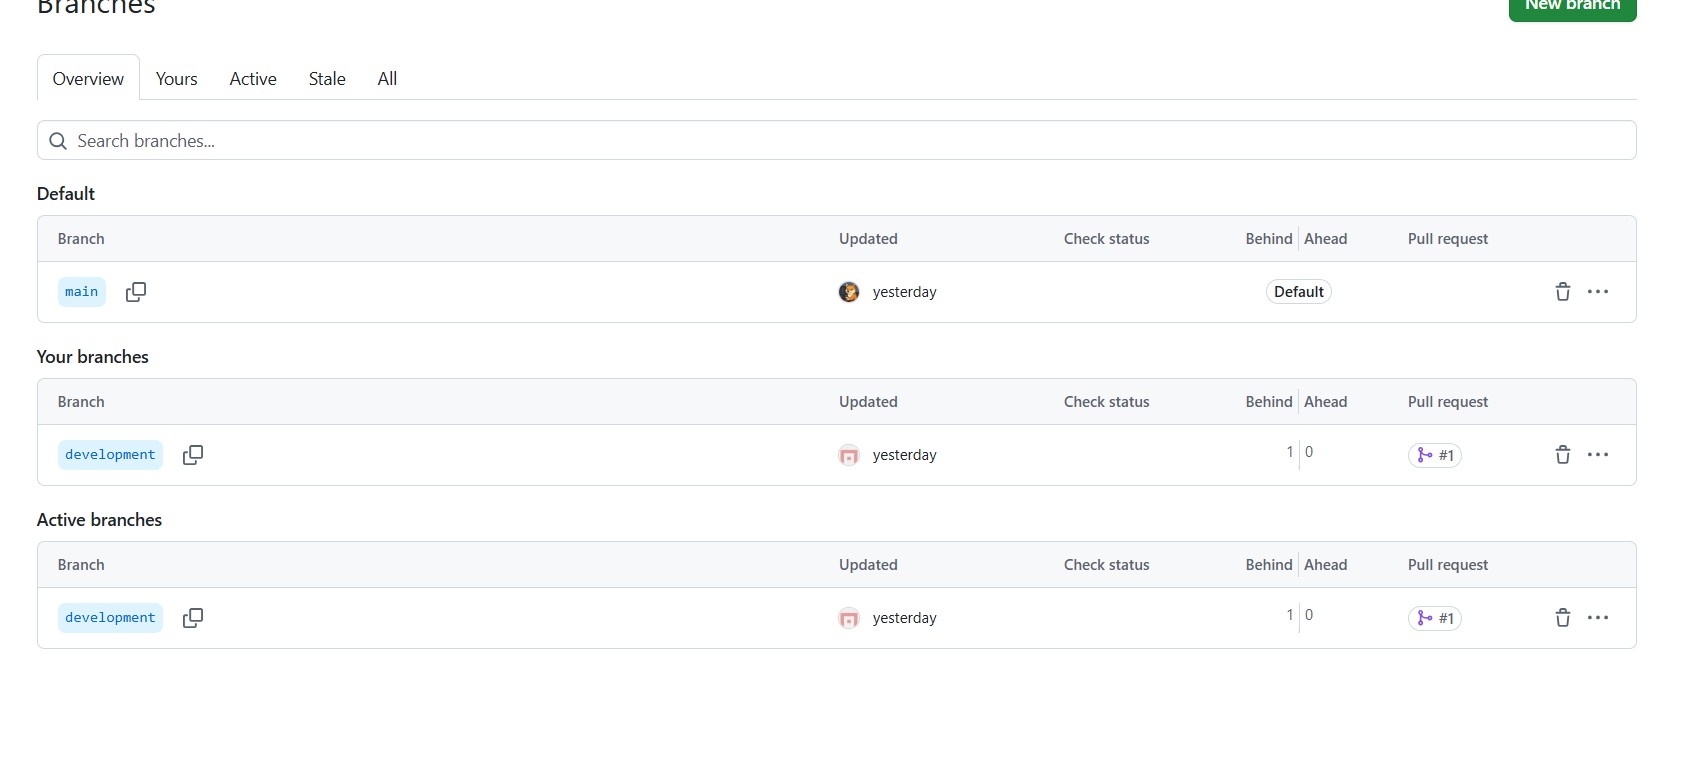 Branches
New branch
Overview Yours Active Stale All
Search branches...
Default
Branch Updated Check status Behind Ahead Pull request
main yesterday Default
Your branches
Branch Updated Check status Behind Ahead Pull request
development yesterday 1 0 #1
Active branches
Branch Updated Check status Behind Ahead Pull request
development yesterday 1 0 #1